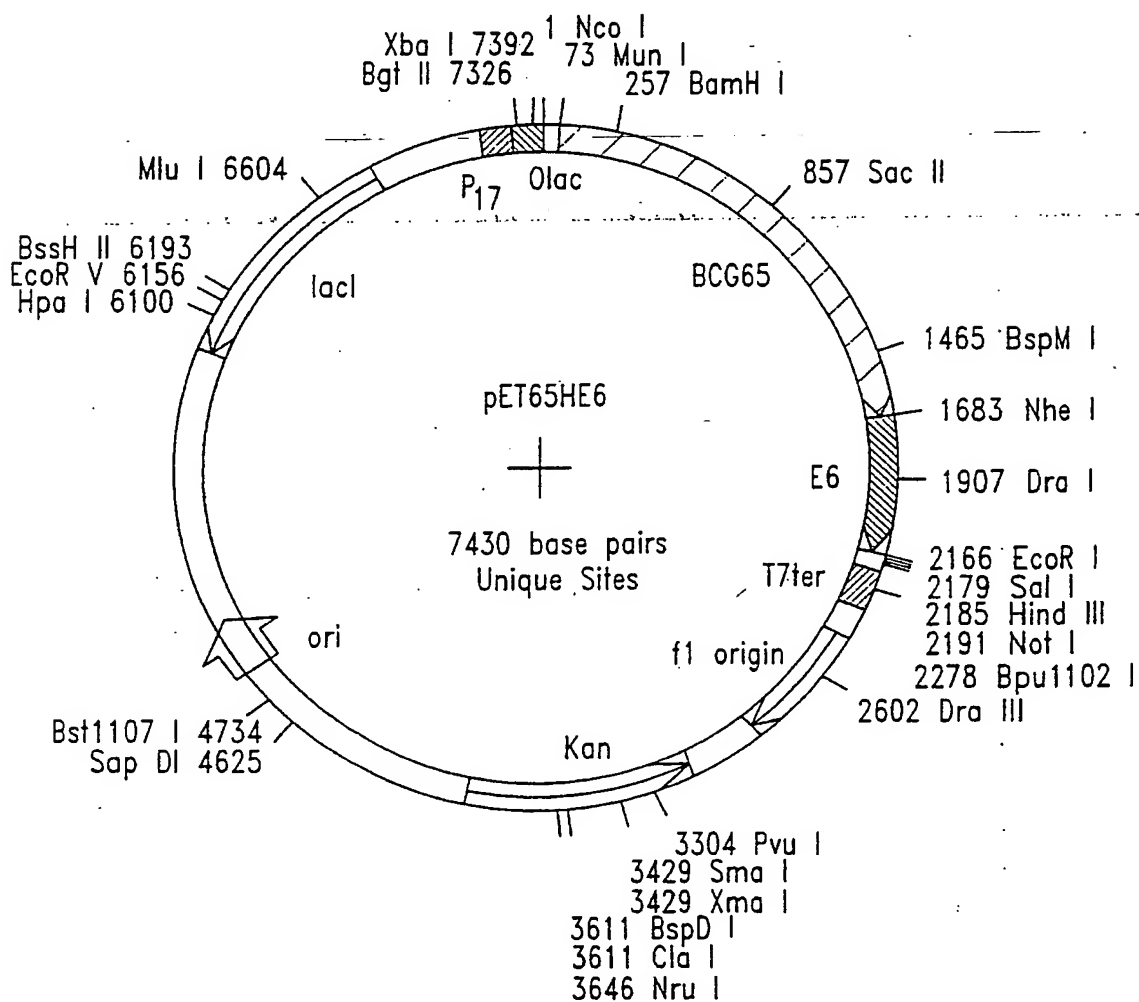 1 Nco I
Xba I 7392
73 Mun I
Bgt II 7326
257 BamH I
Mlu I 6604
857 Sac II
P17
Olac
BssH II 6193
EcoR V 6156
Hpa I 6100
lacI
BCG65
1465 BspM I
pET65HE6
1683 Nhe I
E6
1907 Dra I
7430 base pairs
Unique Sites
T7ter
2166 EcoR I
2179 Sal I
2185 Hind III
2191 Not I
2278 Bpu1102 I
2602 Dra III
ori
f1 origin
Bst1107 I 4734
Sap DI 4625
Kan
3304 Pvu I
3429 Sma I
3429 Xma I
3611 BspD I
3611 Cla I
3646 Nru I